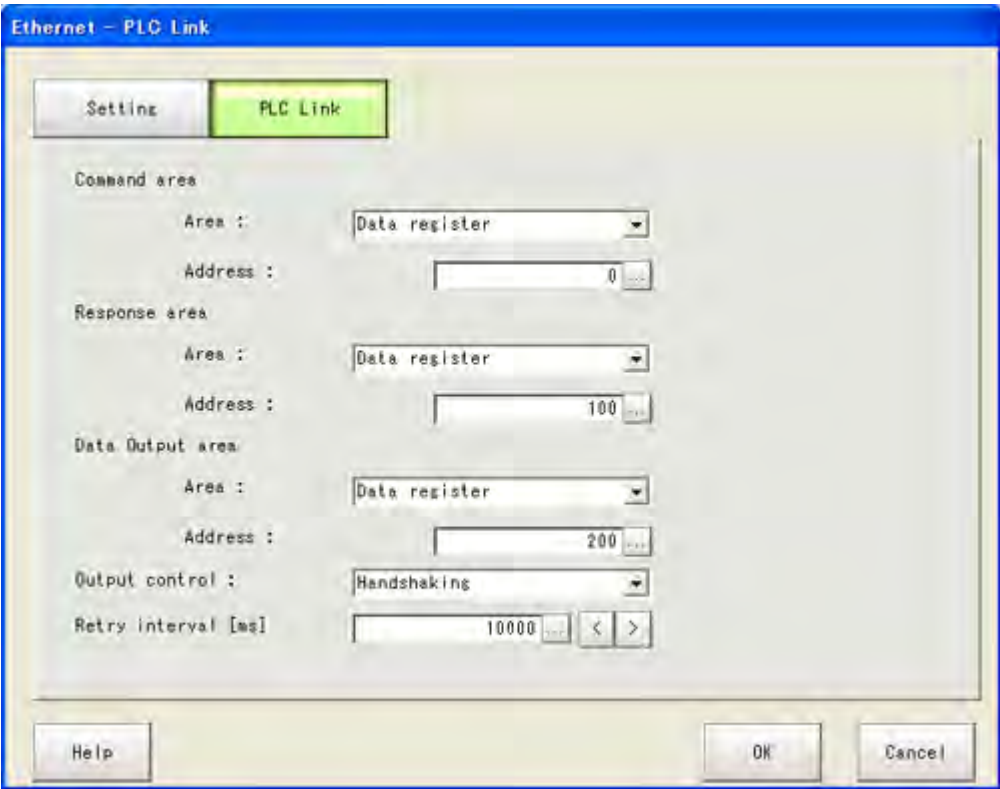 Ethernet - PLC Link
Setting PLC Link
Command area
Area : Data register
Address : 0 ...
Response area
Area : Data register
Address : 100 ...
Data Output area
Area : Data register
Address : 200 ...
Output control : Handshaking
Retry interval [ms] 10000 ... < >
Help OK Cancel